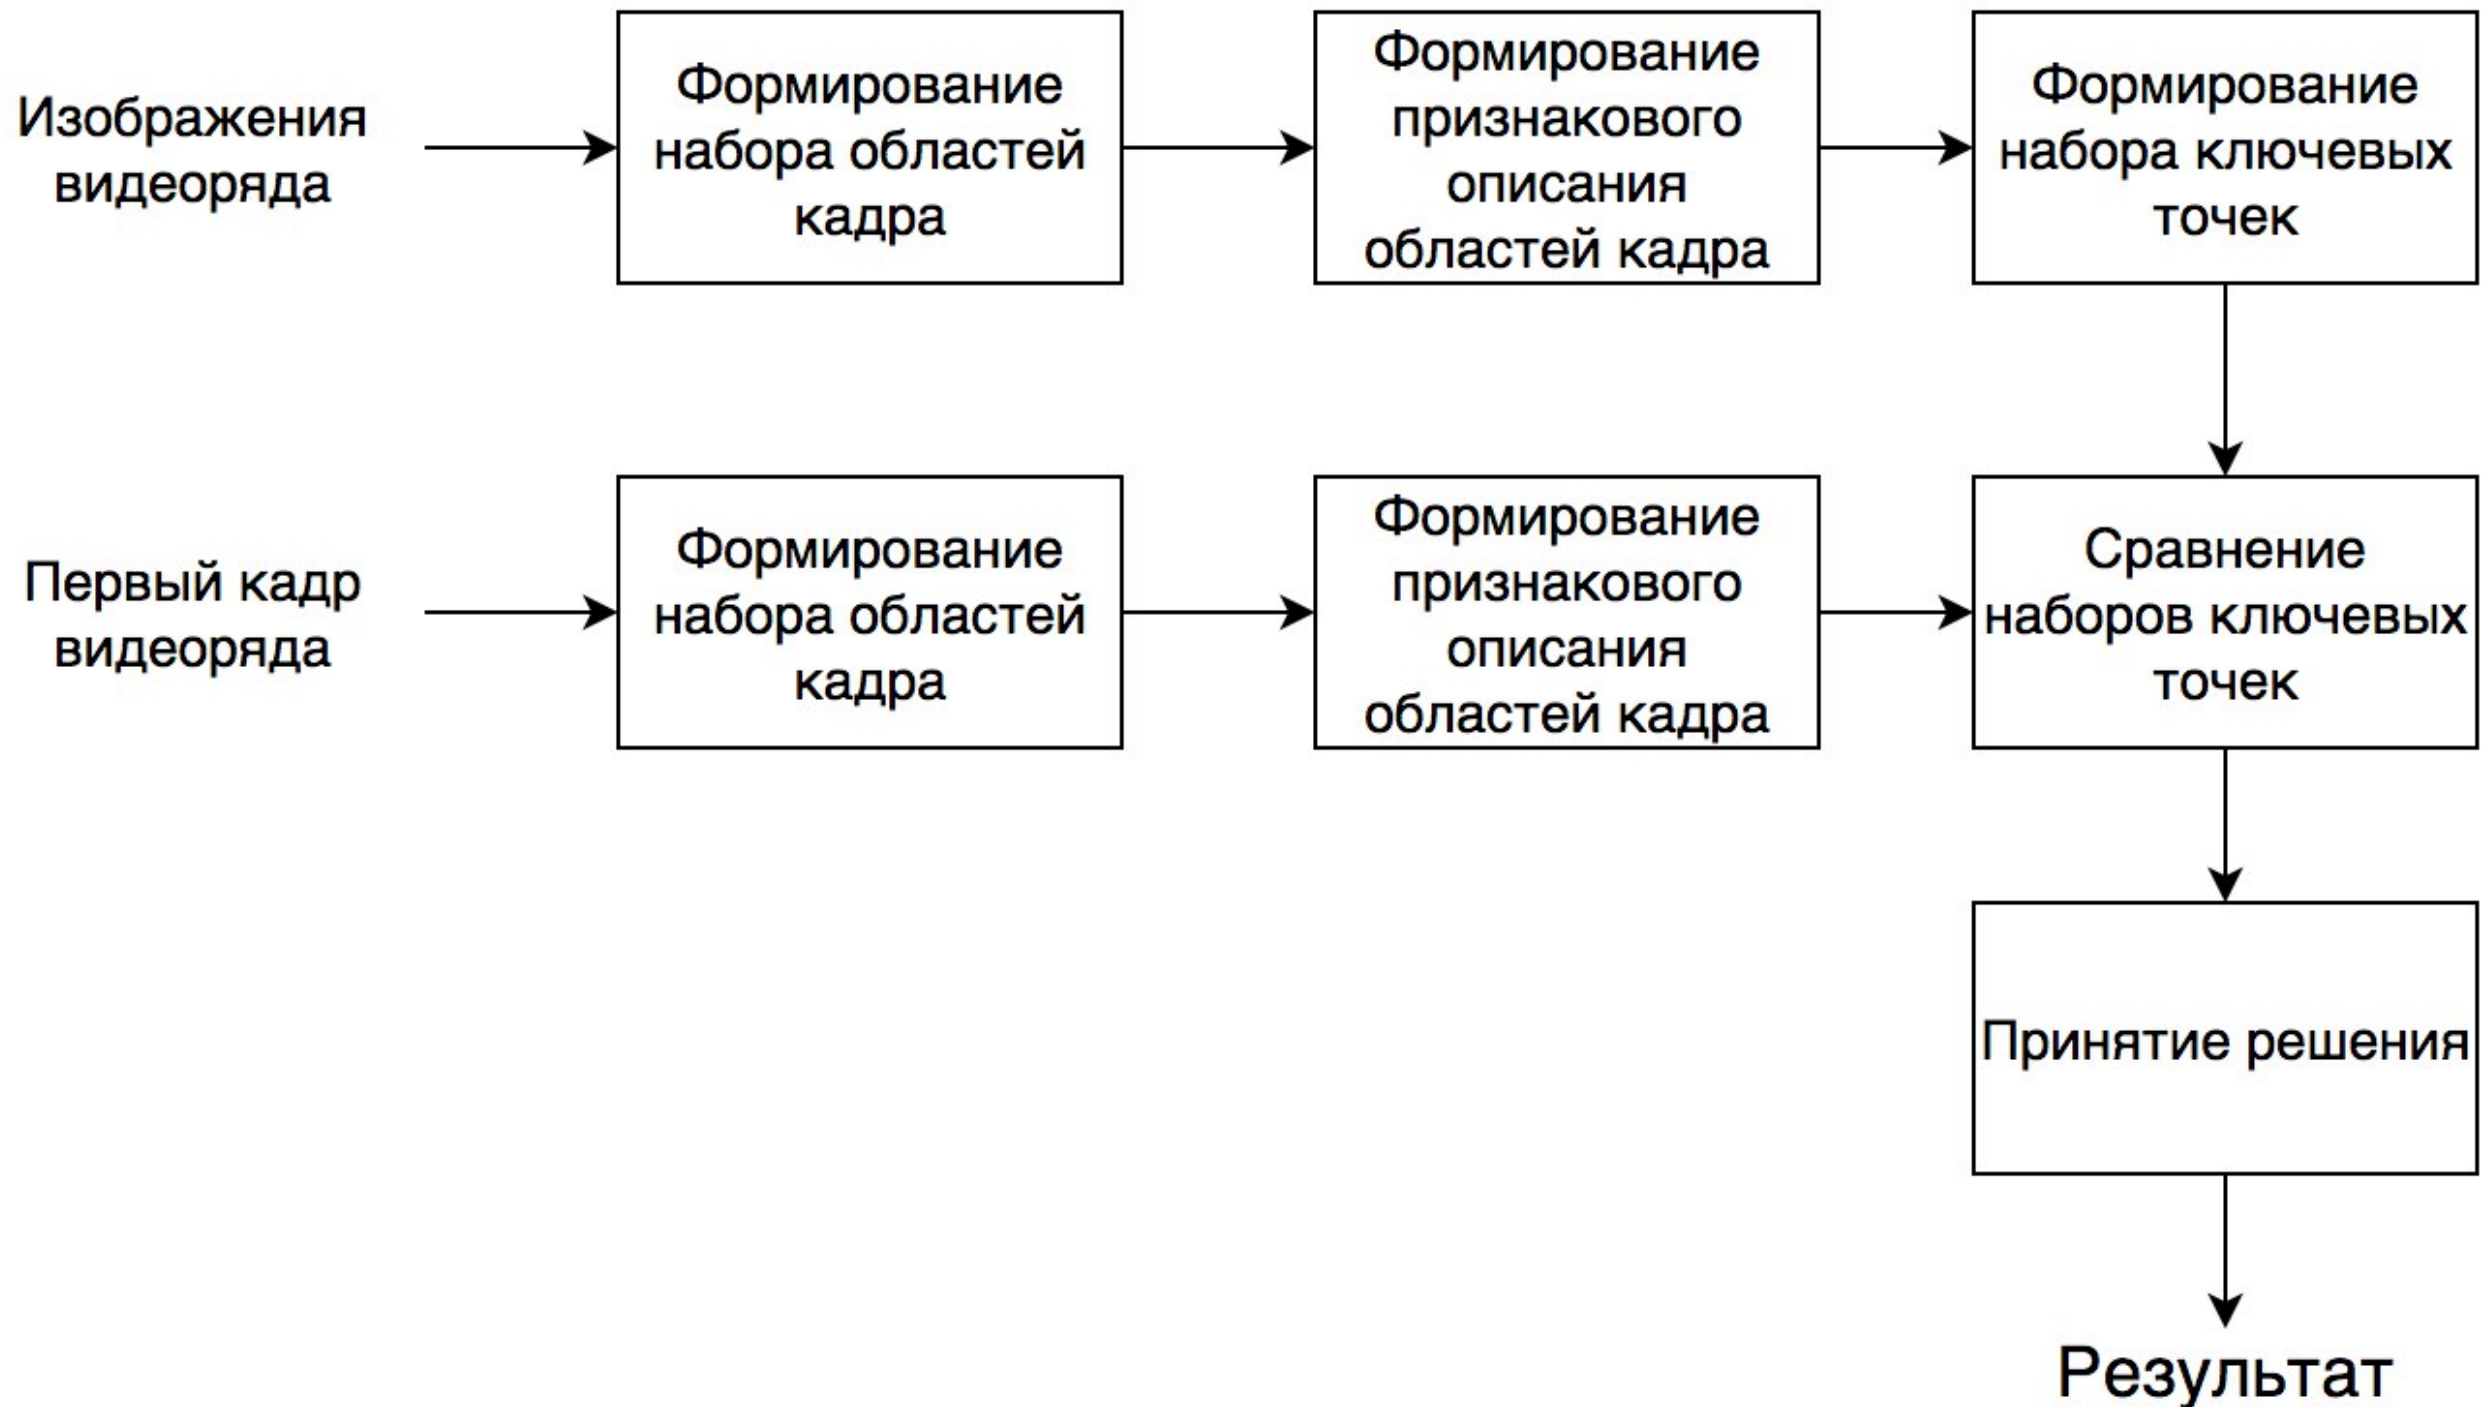 Изображения
видеоряда
Формирование
набора областей
кадра
Формирование
признакового
описания
областей кадра
Формирование
набора ключевых
точек
Первый кадр
видеоряда
Формирование
набора областей
кадра
Формирование
признакового
описания
областей кадра
Сравнение
наборов ключевых
точек
Принятие решения
Результат